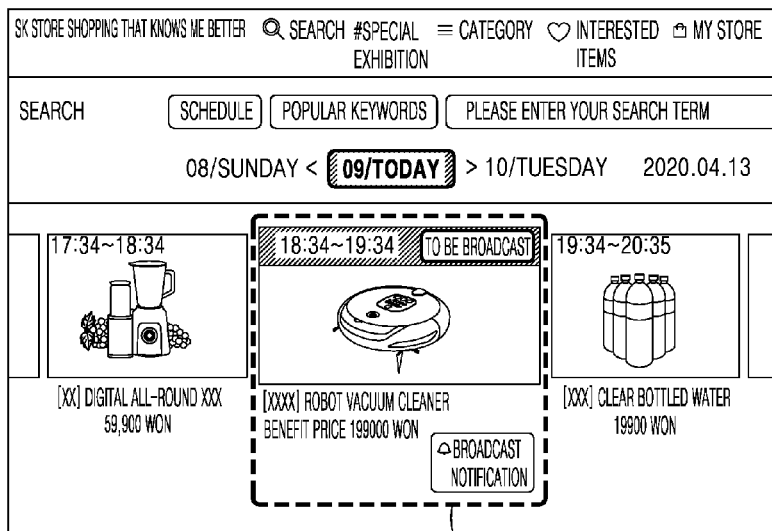 SK STORE SHOPPING THAT KNOWS ME BETTER SEARCH #SPECIAL EXHIBITION CATEGORY INTERESTED ITEMS MY STORE
SEARCH SCHEDULE POPULAR KEYWORDS PLEASE ENTER YOUR SEARCH TERM
08/SUNDAY < 09/TODAY > 10/TUESDAY 2020.04.13
17:34~18:34
18:34~19:34 TO BE BROADCAST
19:34~20:35
[XX] DIGITAL ALL-ROUND XXX
59,900 WON
[XXXX] ROBOT VACUUM CLEANER
BENEFIT PRICE 199000 WON
BROADCAST
NOTIFICATION
[XXX] CLEAR BOTTLED WATER
19900 WON